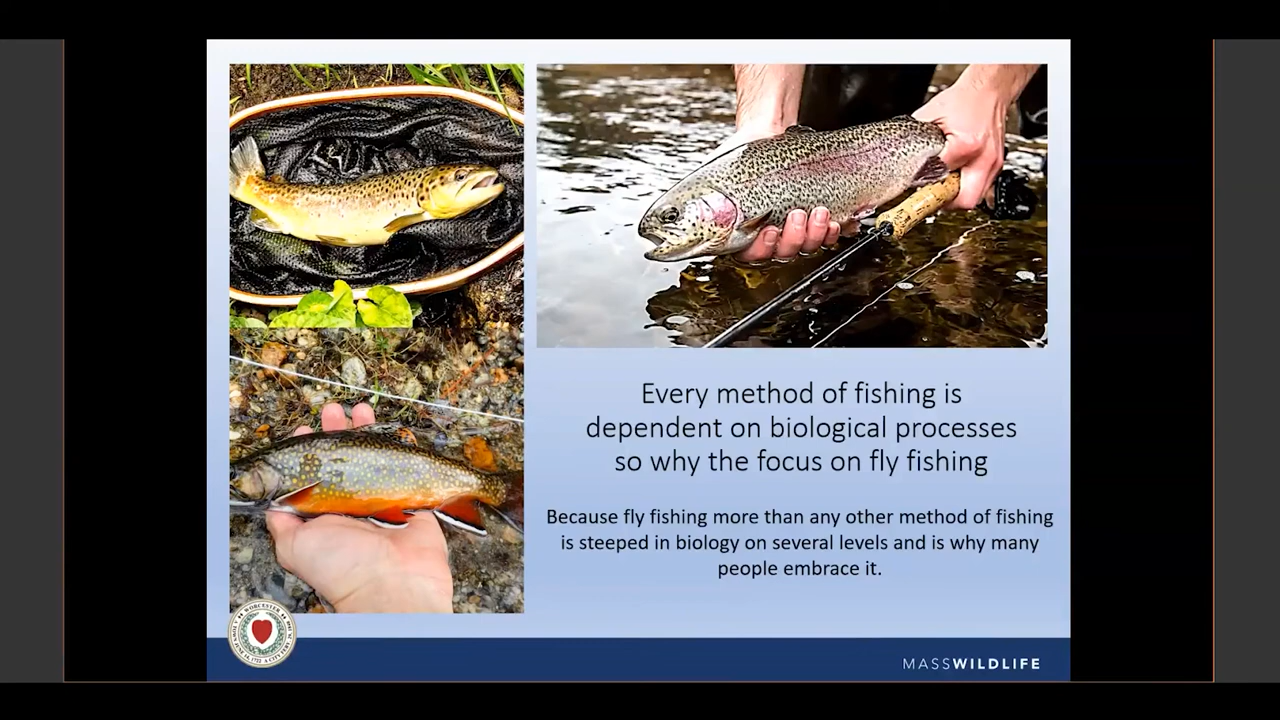 Every method of fishing is
dependent on biological processes
so why the focus on fly fishing
Because fly fishing more than any other method of fishing
is steeped in biology on several levels and is why many
people embrace it.
WORCESTER
MASSWILDLIFE